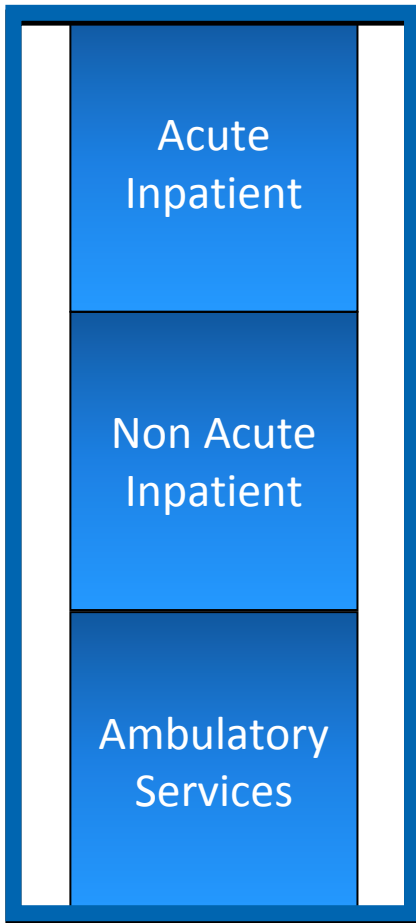 Acute
Inpatient
Non Acute
Inpatient
Ambulatory
Services